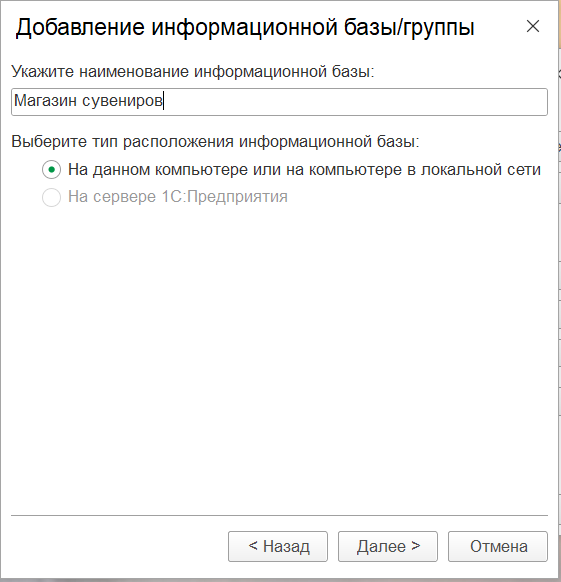 Добавление информационной базы/группы
Укажите наименование информационной базы:
Магазин сувениров
Выберите тип расположения информационной базы:
На данном компьютере или на компьютере в локальной сети
На сервере 1С:Предприятия
< Назад
Далее >
Отмена